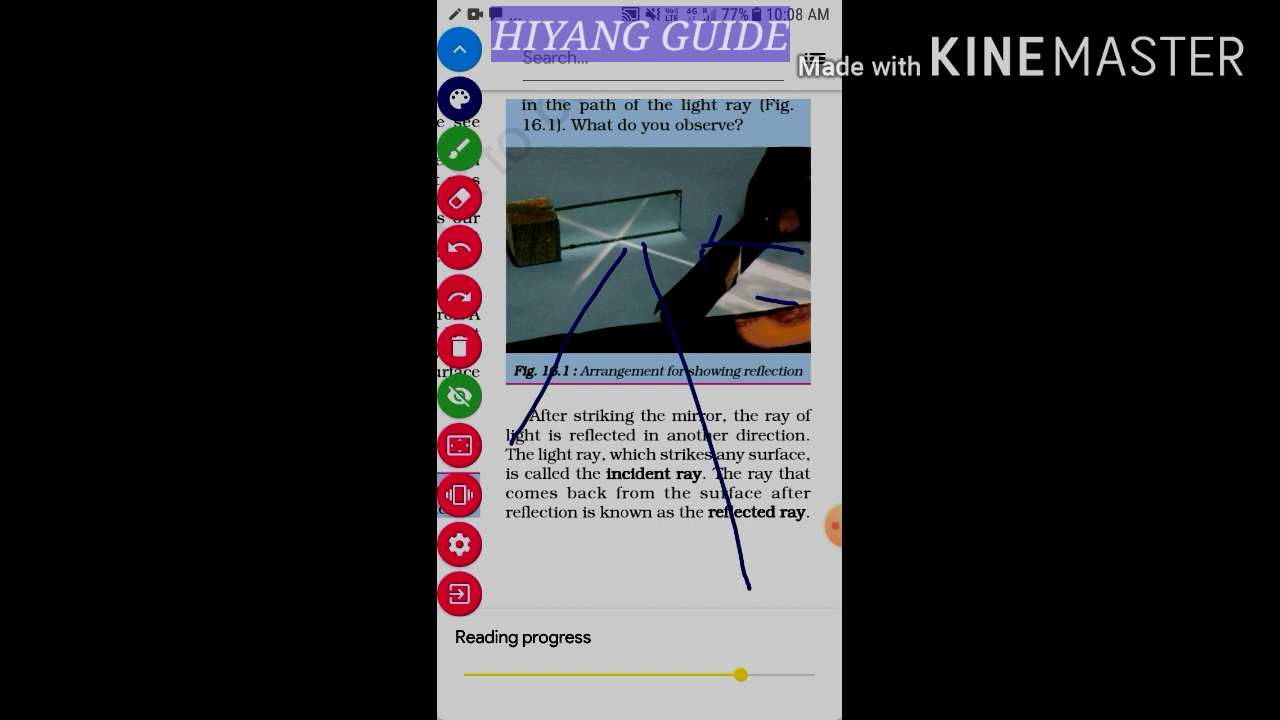 77% 10:08 AM
HIYANG GUIDE
Search...
Made with KINEMASTER
in the path of the light ray (Fig.
16.1). What do you observe?
Fig. 16.1 : Arrangement for showing reflection
After striking the mirror, the ray of
light is reflected in another direction.
The light ray, which strikes any surface,
is called the incident ray. The ray that
comes back from the surface after
reflection is known as the reflected ray.
Reading progress